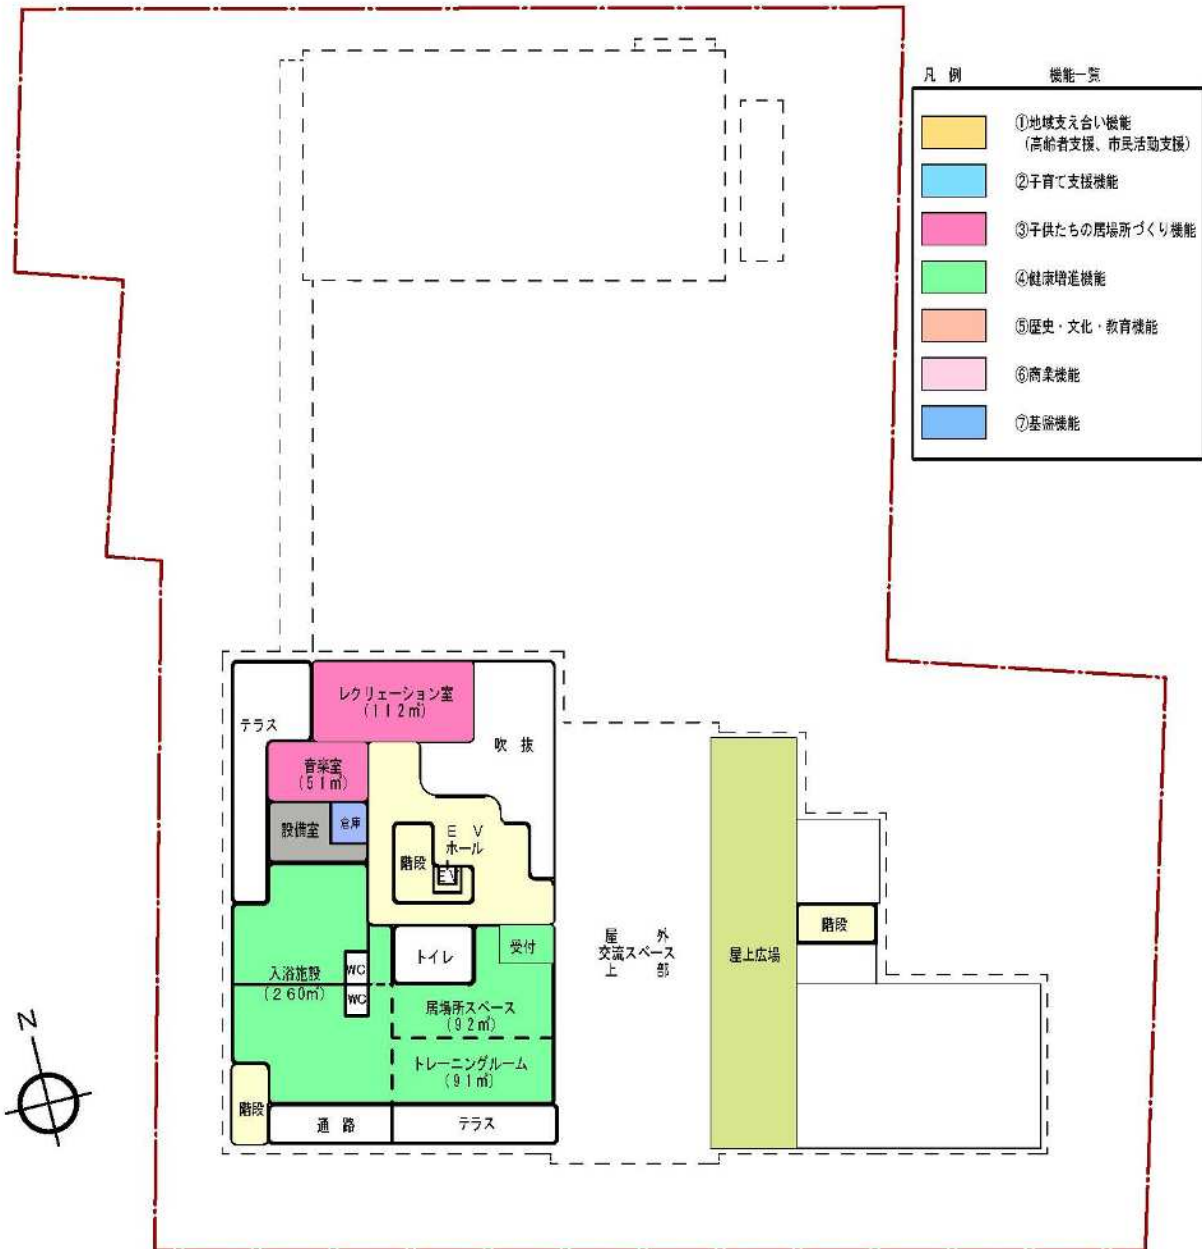 凡 例 機能一覧
①地域支え合い機能
(高齢者支援、市民活動支援)
②子育て支援機能
③子供たちの居場所づくり機能
④健康増進機能
⑤歴史・文化・教育機能
⑥商業機能
⑦基盤機能
レクリェーション室
(112㎡)
テラス
吹 抜
音楽室
(51㎡)
設備室
倉庫
E V
ホール
階段
EV
トイレ
受付
入浴施設
(260㎡)
WC
WC
居場所スペース
(92㎡)
トレーニングルーム
(91㎡)
階段
通 路
テラス
屋 外
交流スペース
上 部
屋上広場
階段
N